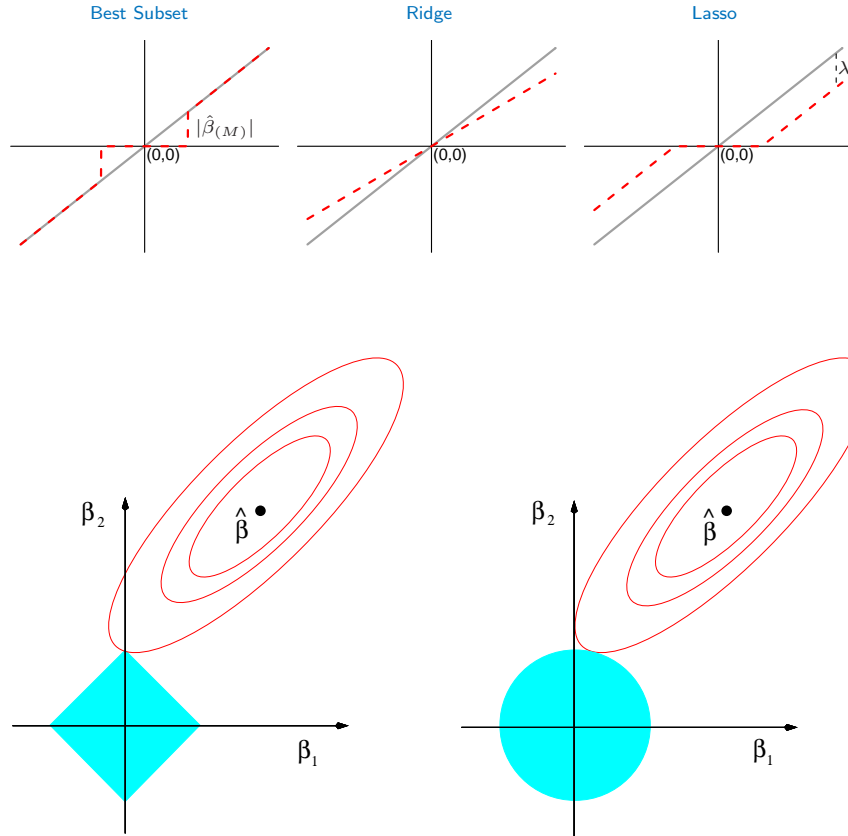 Best Subset
Ridge
Lasso
|β̂(M)|
(0,0)
(0,0)
λ
(0,0)
β2
β̂
β1
β2
β̂
β1